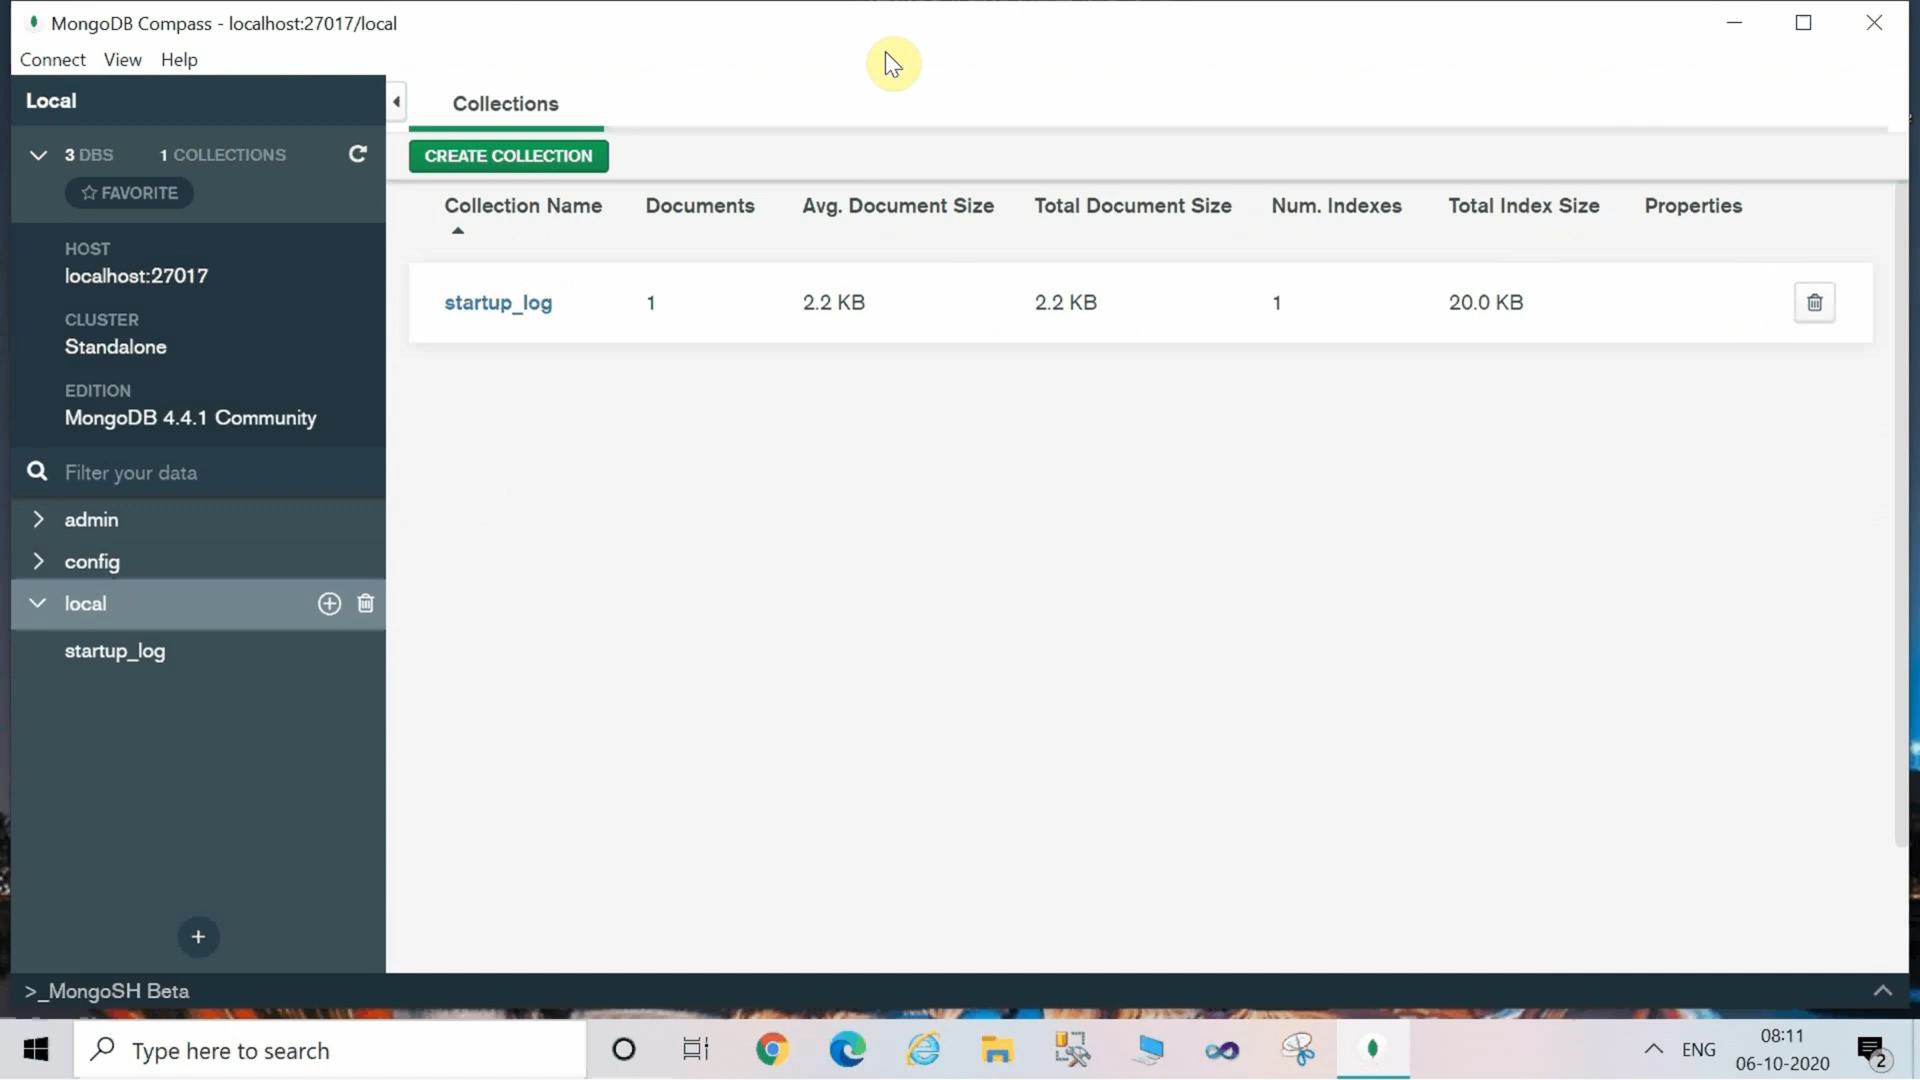 MongoDB Compass - localhost:27017/local
Connect View Help
Local
Collections
3 DBS 1 COLLECTIONS
CREATE COLLECTION
FAVORITE
Collection Name Documents Avg. Document Size Total Document Size Num. Indexes Total Index Size Properties
HOST
localhost:27017
startup_log 1 2.2 KB 2.2 KB 1 20.0 KB
CLUSTER
Standalone
EDITION
MongoDB 4.4.1 Community
Filter your data
admin
config
local
startup_log
>_MongoSH Beta
Type here to search
ENG
08:11
06-10-2020
2